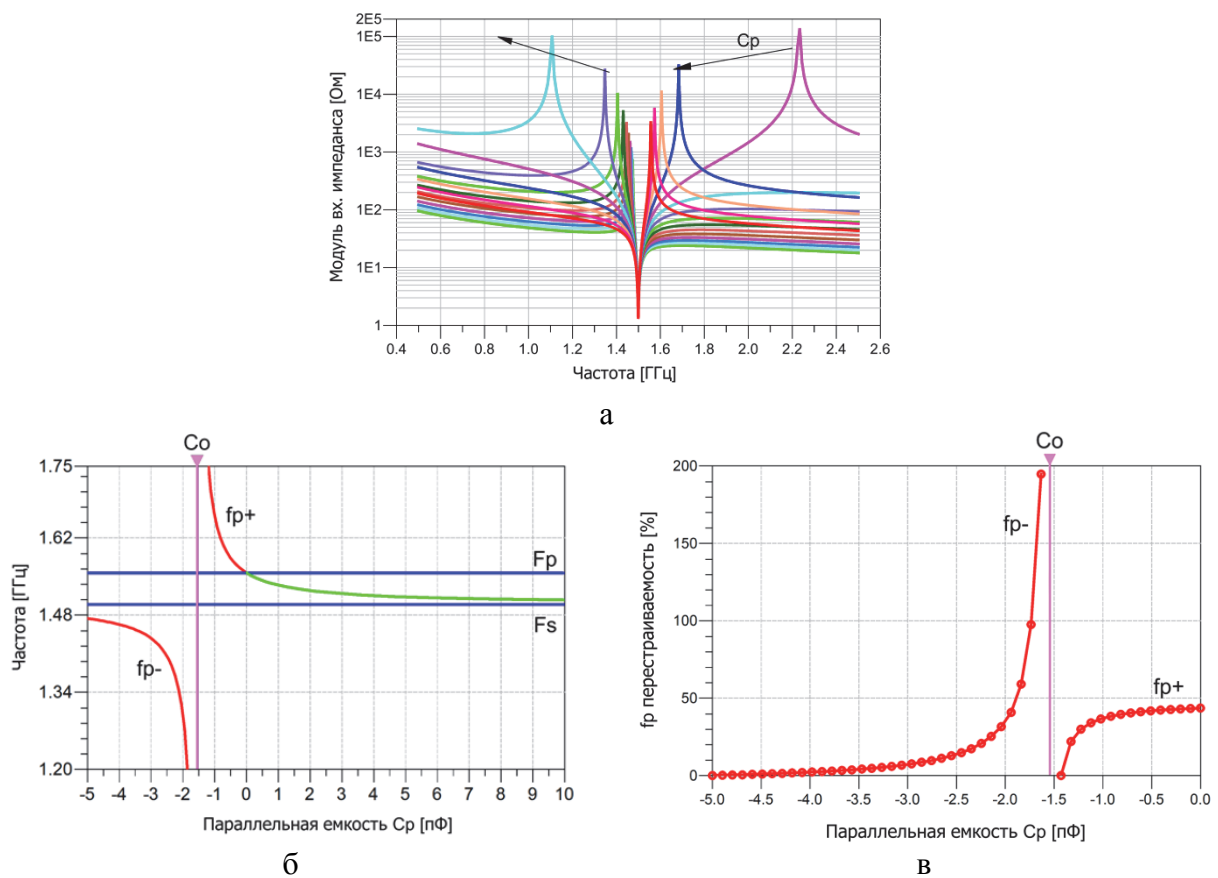 2E5
1E5
1E4
1E3
1E2
1E1
1
Модуль вх. импеданса [Ом]
Cp
0.4 0.6 0.8 1.0 1.2 1.4 1.6 1.8 2.0 2.2 2.4 2.6
Частота [ГГц]
а
Co
1.75
1.62
1.48
1.34
1.20
Частота [ГГц]
fp+
Fp
Fs
fp-
-5 -4 -3 -2 -1 0 1 2 3 4 5 6 7 8 9 10
Параллельная емкость Cp [пФ]
б
Co
200
150
100
50
0
fp перестраиваемость [%]
fp-
fp+
-5.0 -4.5 -4.0 -3.5 -3.0 -2.5 -2.0 -1.5 -1.0 -0.5 0.0
Параллельная емкость Cp [пФ]
в